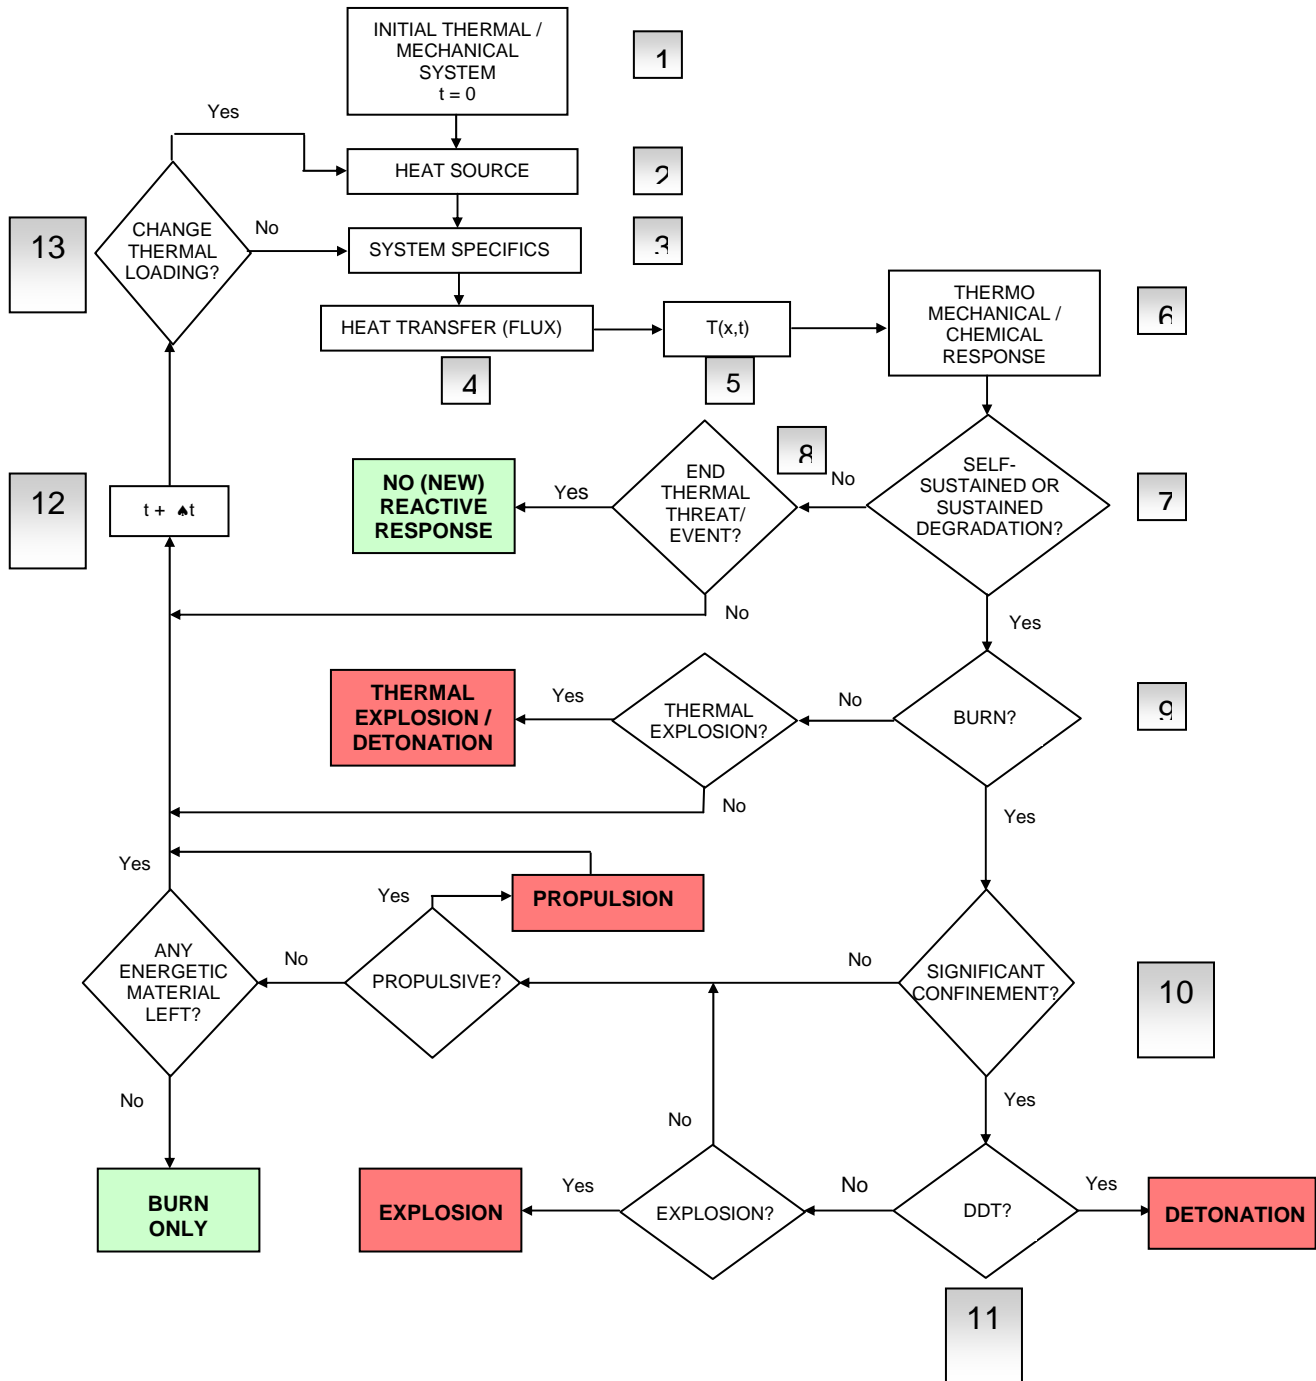 INITIAL THERMAL /
MECHANICAL
SYSTEM
t = 0
1
Yes
HEAT SOURCE
2
13
CHANGE
THERMAL
LOADING?
No
SYSTEM SPECIFICS
3
HEAT TRANSFER (FLUX)
4
T(x,t)
5
THERMO
MECHANICAL /
CHEMICAL
RESPONSE
6
12
t + ♠t
NO (NEW)
REACTIVE
RESPONSE
Yes
END
THERMAL
THREAT/
EVENT?
8
No
SELF-
SUSTAINED OR
SUSTAINED
DEGRADATION?
7
No
Yes
THERMAL
EXPLOSION /
DETONATION
Yes
THERMAL
EXPLOSION?
No
BURN?
9
No
Yes
Yes
Yes
PROPULSION
ANY
ENERGETIC
MATERIAL
LEFT?
No
PROPULSIVE?
No
SIGNIFICANT
CONFINEMENT?
10
No
Yes
No
BURN
ONLY
EXPLOSION
Yes
EXPLOSION?
No
DDT?
Yes
DETONATION
11